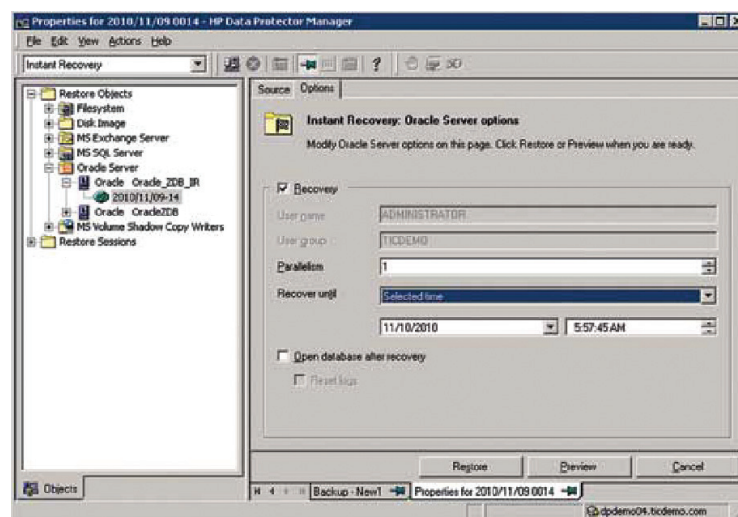 Properties for 2010/11/09 0014 - HP Data Protector Manager
File Edit View Actions Help
Instant Recovery
Restore Objects
Filesystem
Disk Image
MS Exchange Server
MS SQL Server
Oracle Server
Oracle Oracle_ZDB_IR
2010/11/09-14
Oracle OracleZDB
MS Volume Shadow Copy Writers
Restore Sessions
Objects
Source Options
Instant Recovery: Oracle Server options
Modify Oracle Server options on this page. Click Restore or Preview when you are ready.
Recovery
User name ADMINISTRATOR
User group TICDEMO
Parallelism 1
Recover until Selected time
11/10/2010 5:57:45 AM
Open database after recovery
Reset logs
Restore Preview Cancel
Backup - New1 Properties for 2010/11/09 0014
dpdemo04.ticdemo.com